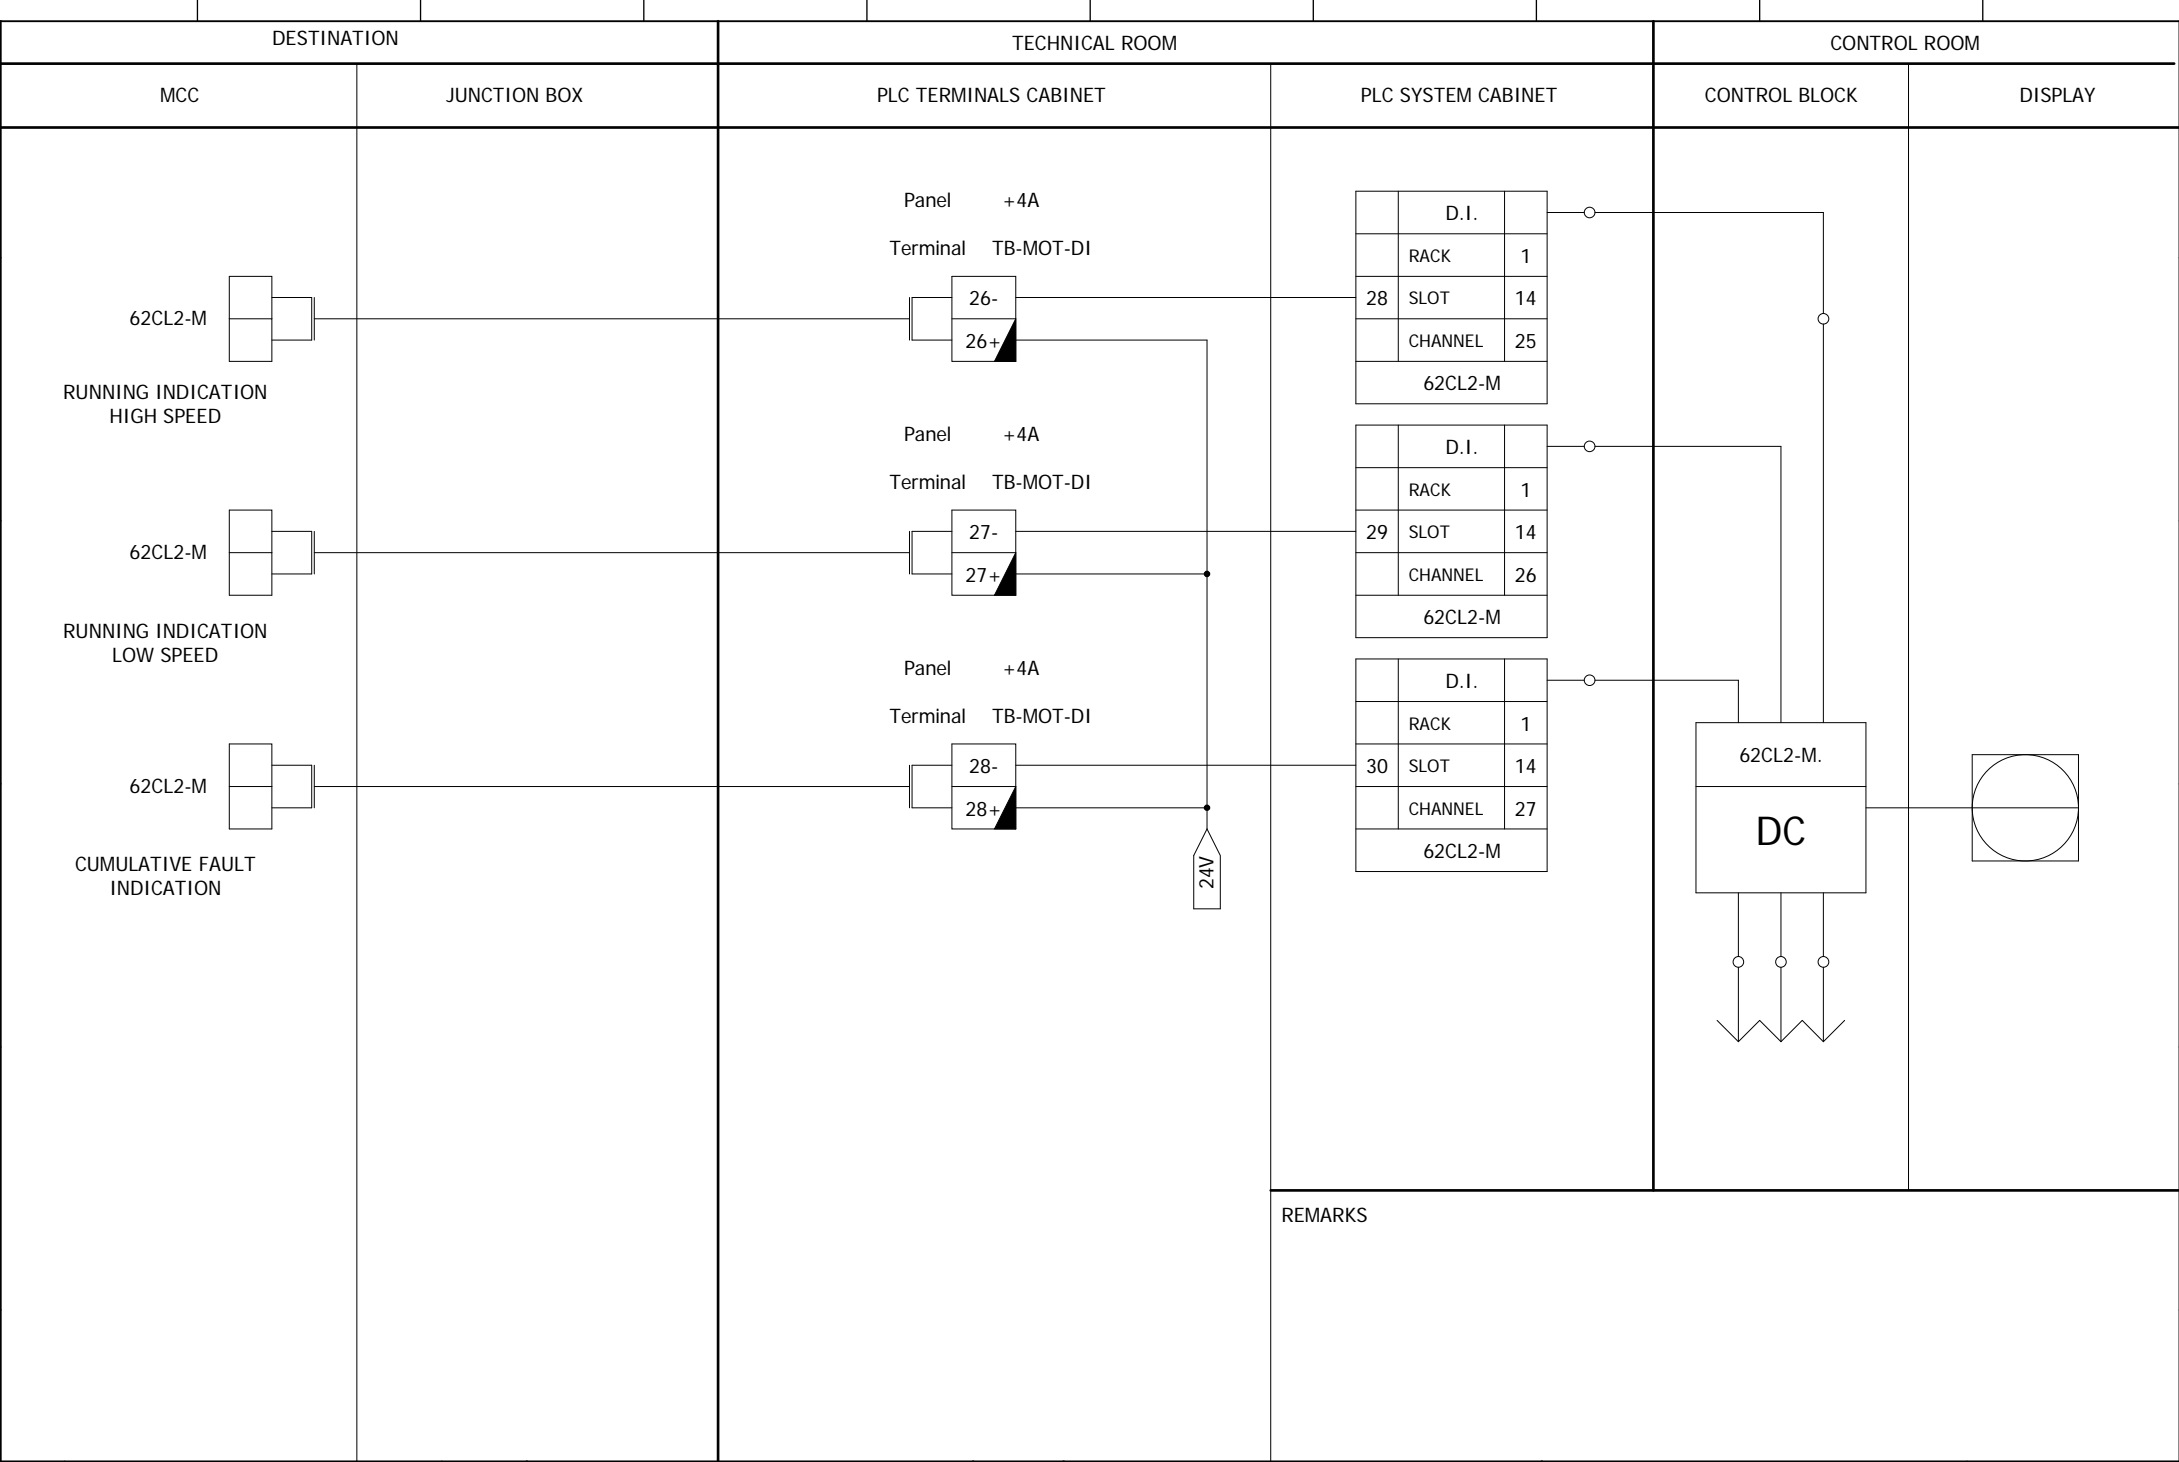 DESTINATION
TECHNICAL ROOM
CONTROL ROOM
MCC
JUNCTION BOX
PLC TERMINALS CABINET
PLC SYSTEM CABINET
CONTROL BLOCK
DISPLAY
62CL2-M
RUNNING INDICATION
HIGH SPEED
Panel +4A
Terminal TB-MOT-DI
26-
26+
D.I.
RACK 1
28 SLOT 14
CHANNEL 25
62CL2-M
62CL2-M
RUNNING INDICATION
LOW SPEED
Panel +4A
Terminal TB-MOT-DI
27-
27+
D.I.
RACK 1
29 SLOT 14
CHANNEL 26
62CL2-M
62CL2-M
CUMULATIVE FAULT
INDICATION
Panel +4A
Terminal TB-MOT-DI
28-
28+
24V
D.I.
RACK 1
30 SLOT 14
CHANNEL 27
62CL2-M
62CL2-M.
DC
REMARKS